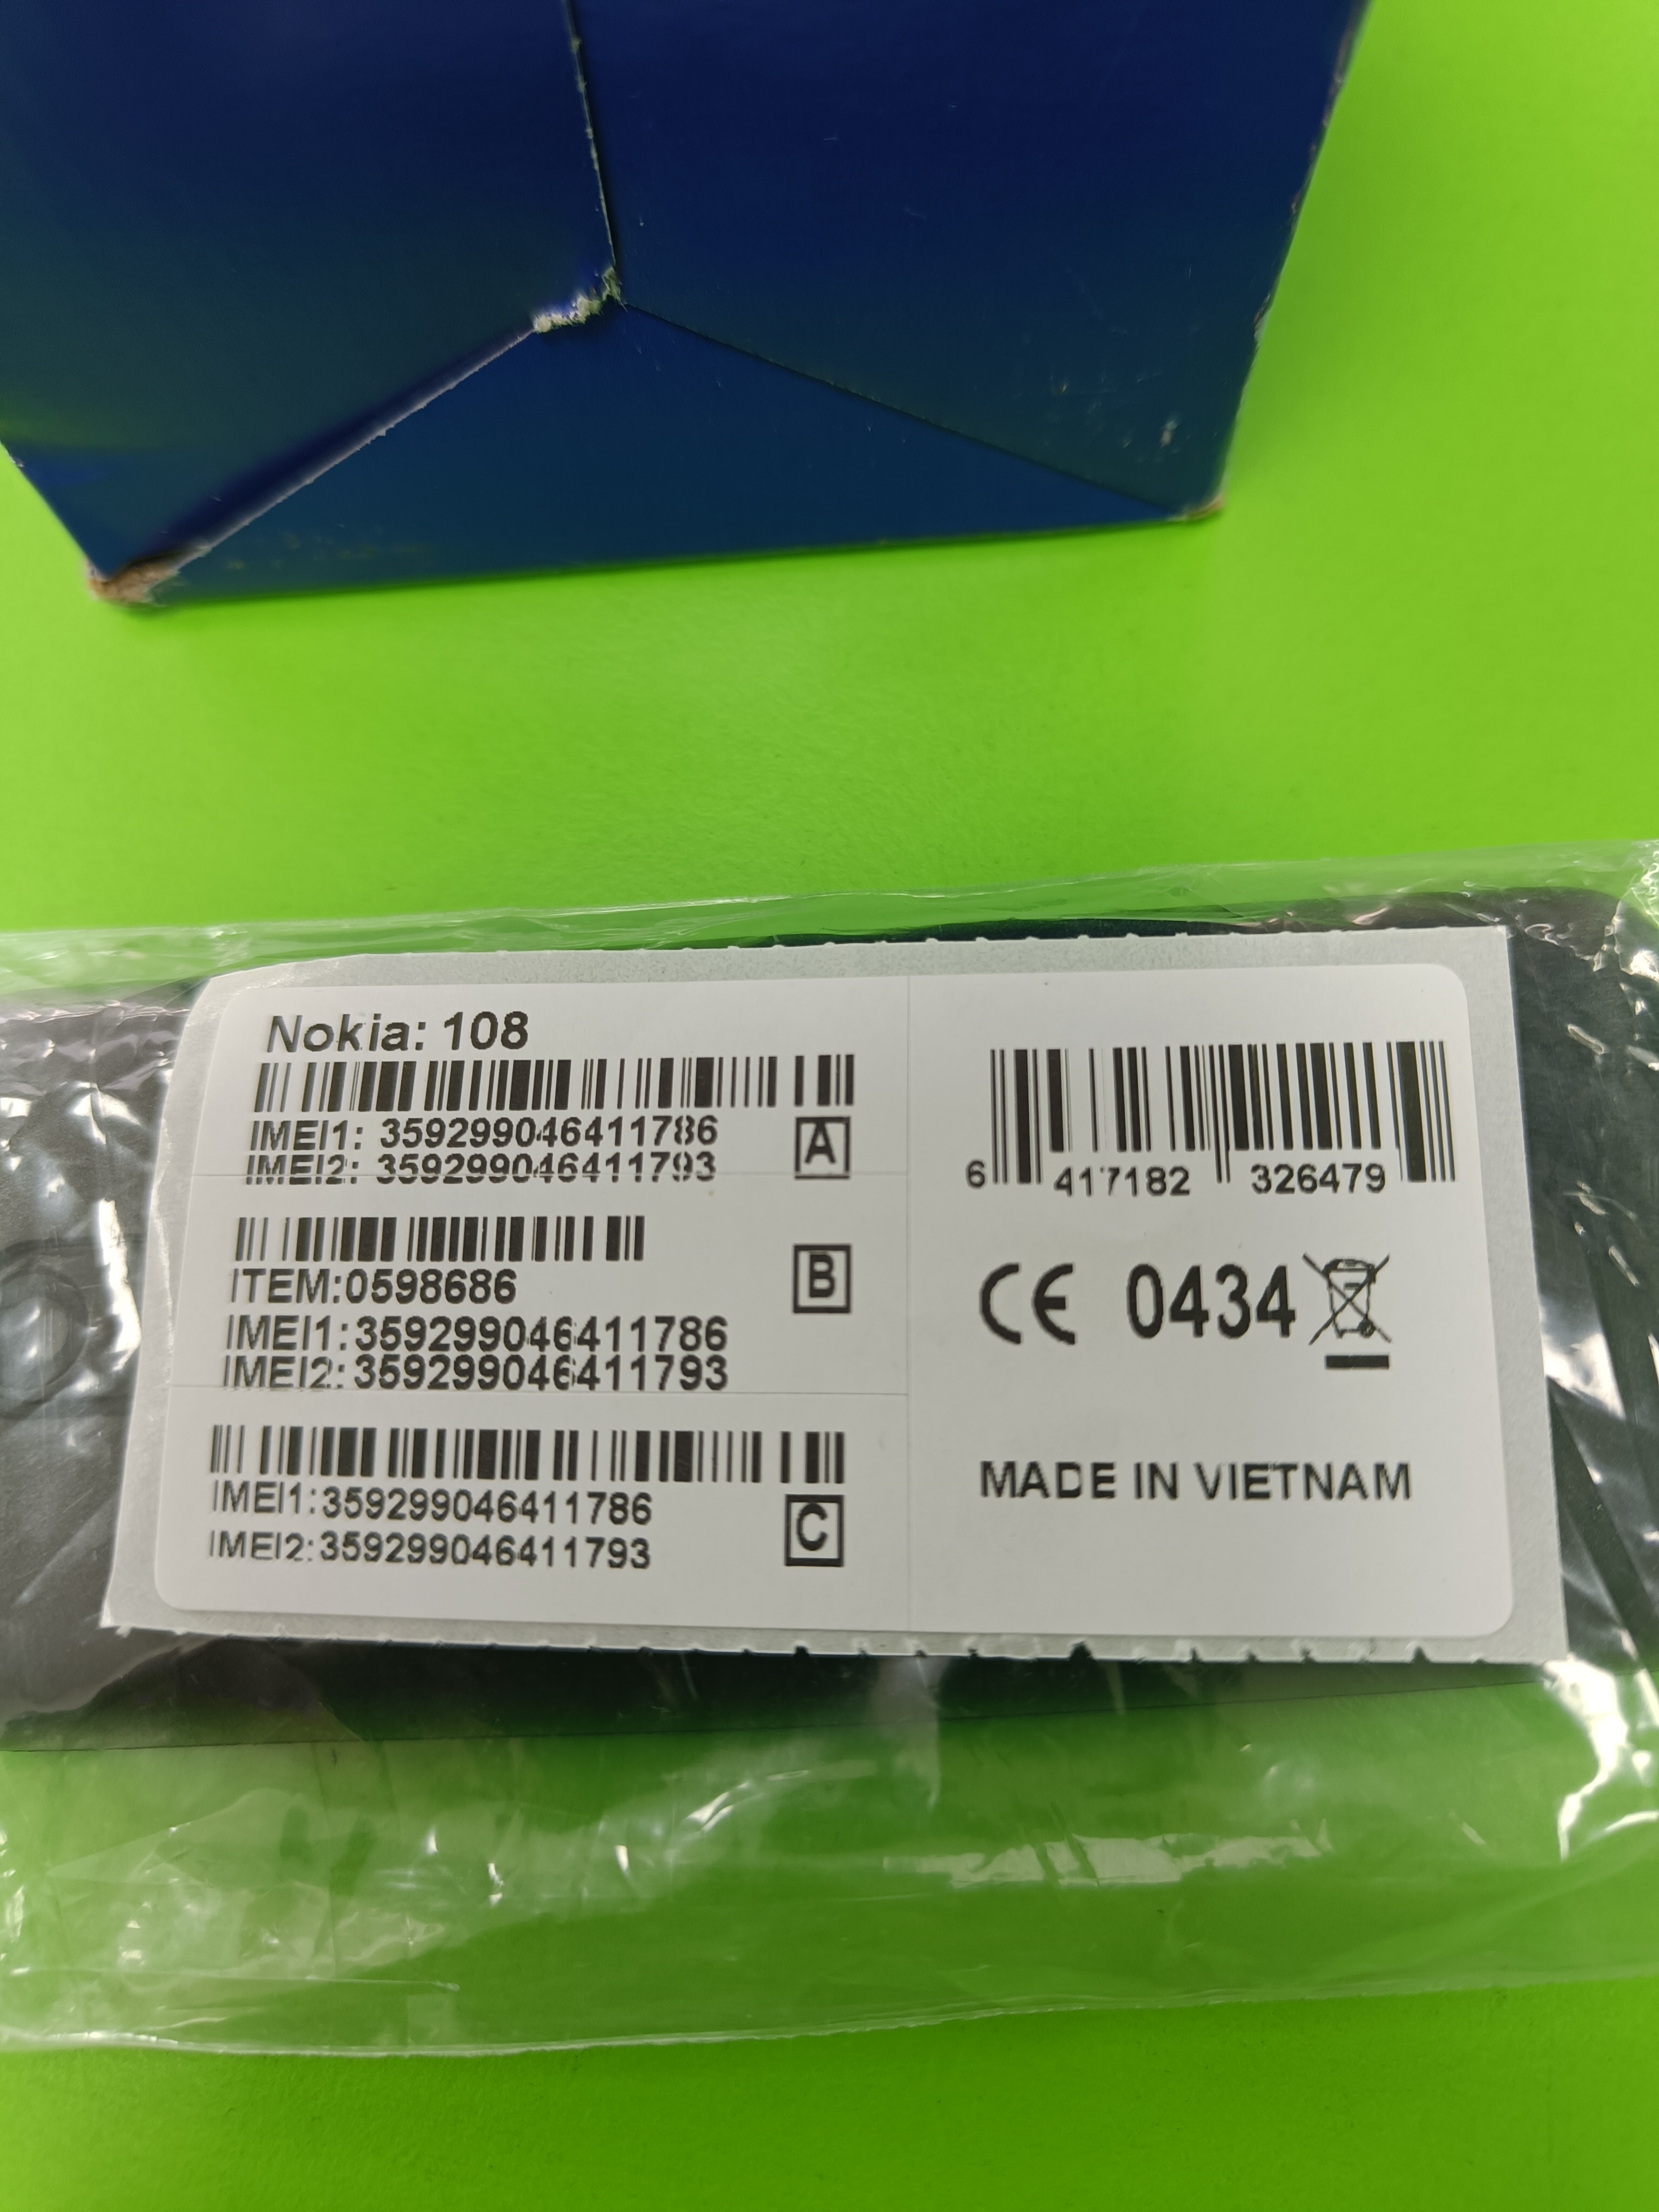 Nokia: 108
IMEI1: 359299046411786
IMEI2: 359299046411793
A
ITEM:0598686
B
IMEI1:359299046411786
IMEI2:359299046411793
IMEI1:359299046411786
IMEI2:359299046411793
C
6 417182 326479
CE 0434
MADE IN VIETNAM